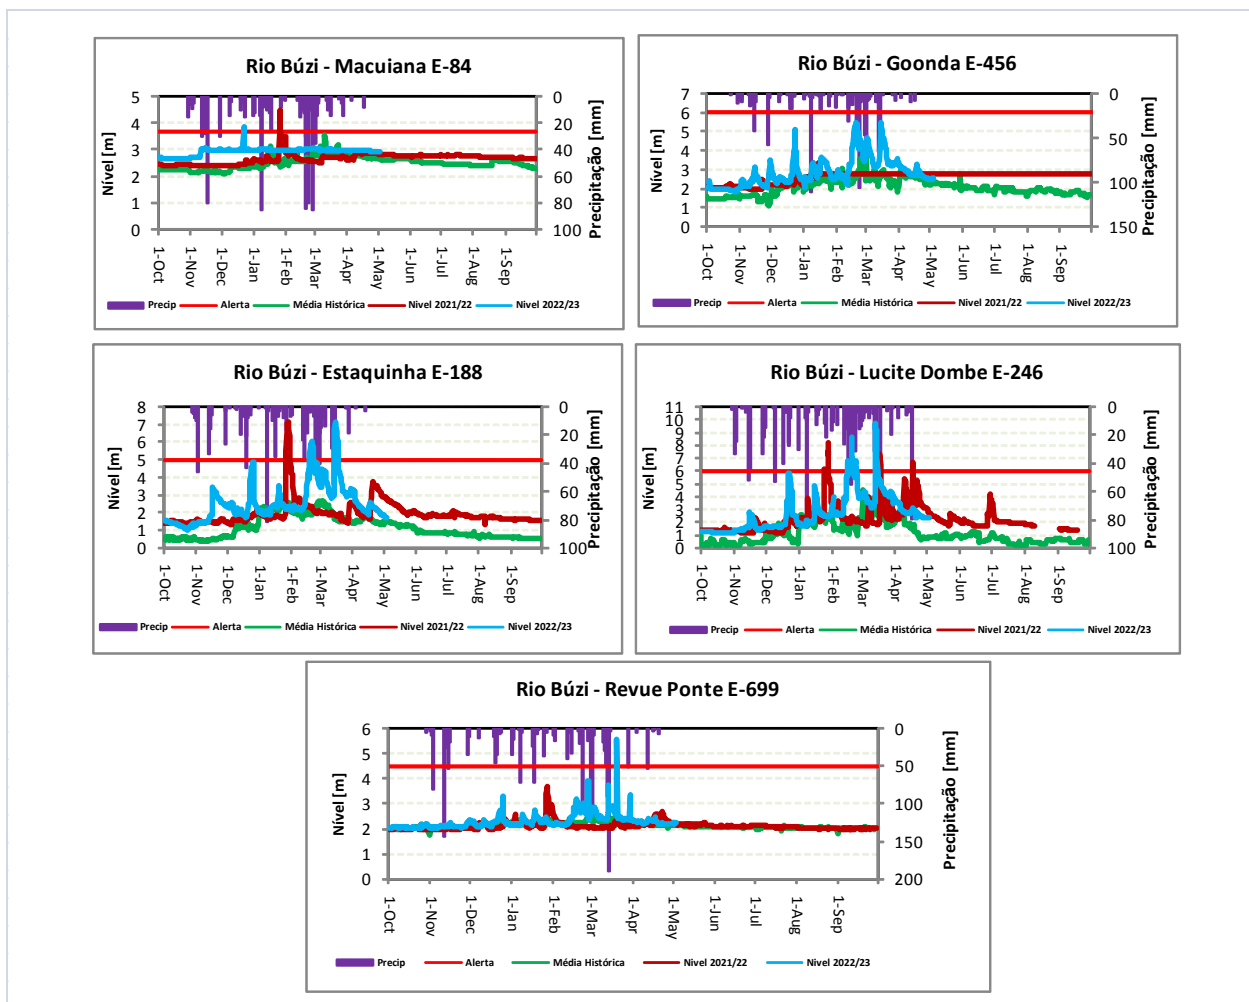 Rio Búzi - Macuiana E-84
Nível [m]
5
4
3
2
1
0
0
20
40
60
80
100
Precipitação [mm]
1-Oct
1-Nov
1-Dec
1-Jan
1-Feb
1-Mar
1-Apr
1-May
1-Jun
1-Jul
1-Aug
1-Sep
Precip Alerta Média Histórica Nivel 2021/22 Nivel 2022/23
Rio Búzi - Goonda E-456
Nível [m]
7
6
5
4
3
2
1
0
0
50
100
150
Precipitação [mm]
1-Oct
1-Nov
1-Dec
1-Jan
1-Feb
1-Mar
1-Apr
1-May
1-Jun
1-Jul
1-Aug
1-Sep
Precip Alerta Média Histórica Nivel 2021/22 Nivel 2022/23
Rio Búzi - Estaquinha E-188
Nível [m]
8
7
6
5
4
3
2
1
0
0
20
40
60
80
100
Precipitação [mm]
1-Oct
1-Nov
1-Dec
1-Jan
1-Feb
1-Mar
1-Apr
1-May
1-Jun
1-Jul
1-Aug
1-Sep
Precip Alerta Média Histórica Nivel 2021/22 Nivel 2022/23
Rio Búzi - Lucite Dombe E-246
Nível [m]
11
10
9
8
7
6
5
4
3
2
1
0
0
20
40
60
80
100
Precipitação [mm]
1-Oct
1-Nov
1-Dec
1-Jan
1-Feb
1-Mar
1-Apr
1-May
1-Jun
1-Jul
1-Aug
1-Sep
Precip Alerta Média Histórica Nivel 2021/22 Nivel 2022/23
Rio Búzi - Revue Ponte E-699
Nível [m]
6
5
4
3
2
1
0
0
50
100
150
200
Precipitação [mm]
1-Oct
1-Nov
1-Dec
1-Jan
1-Feb
1-Mar
1-Apr
1-May
1-Jun
1-Jul
1-Aug
1-Sep
Precip Alerta Média Histórica Nivel 2021/22 Nivel 2022/23